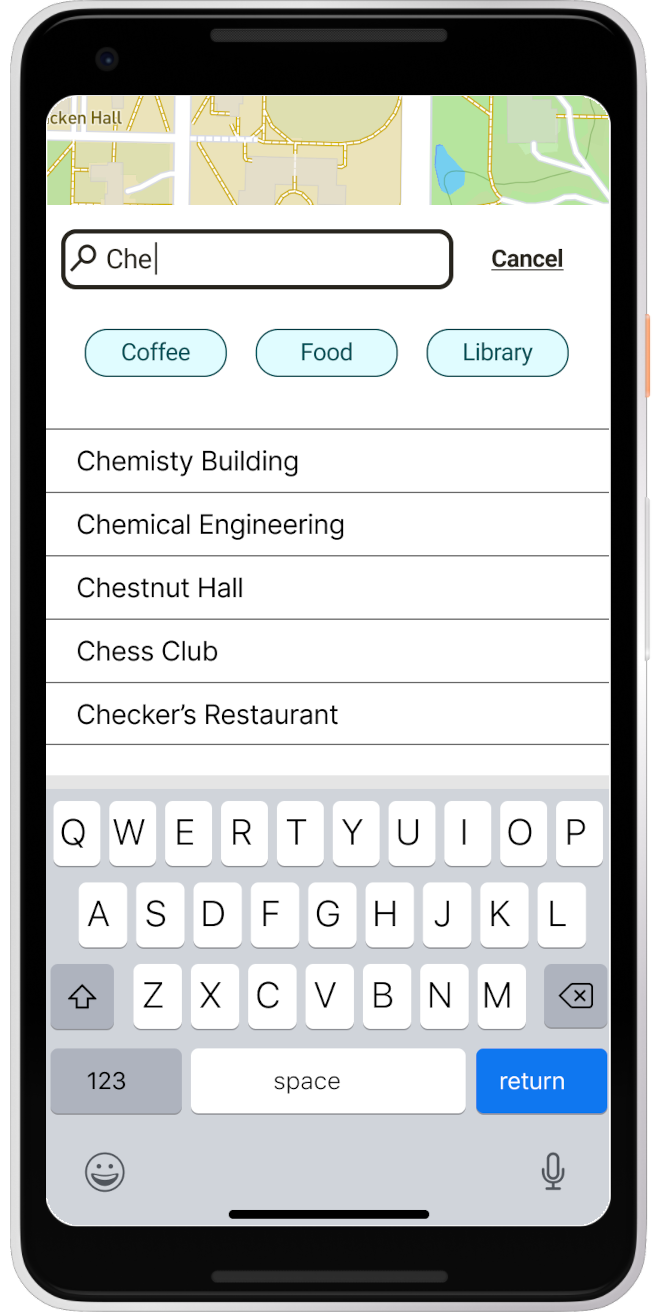 cken Hall
Che
Cancel
Coffee Food Library
Chemisty Building
Chemical Engineering
Chestnut Hall
Chess Club
Checker’s Restaurant
Q W E R T Y U I O P
A S D F G H J K L
Z X C V B N M
123 space return